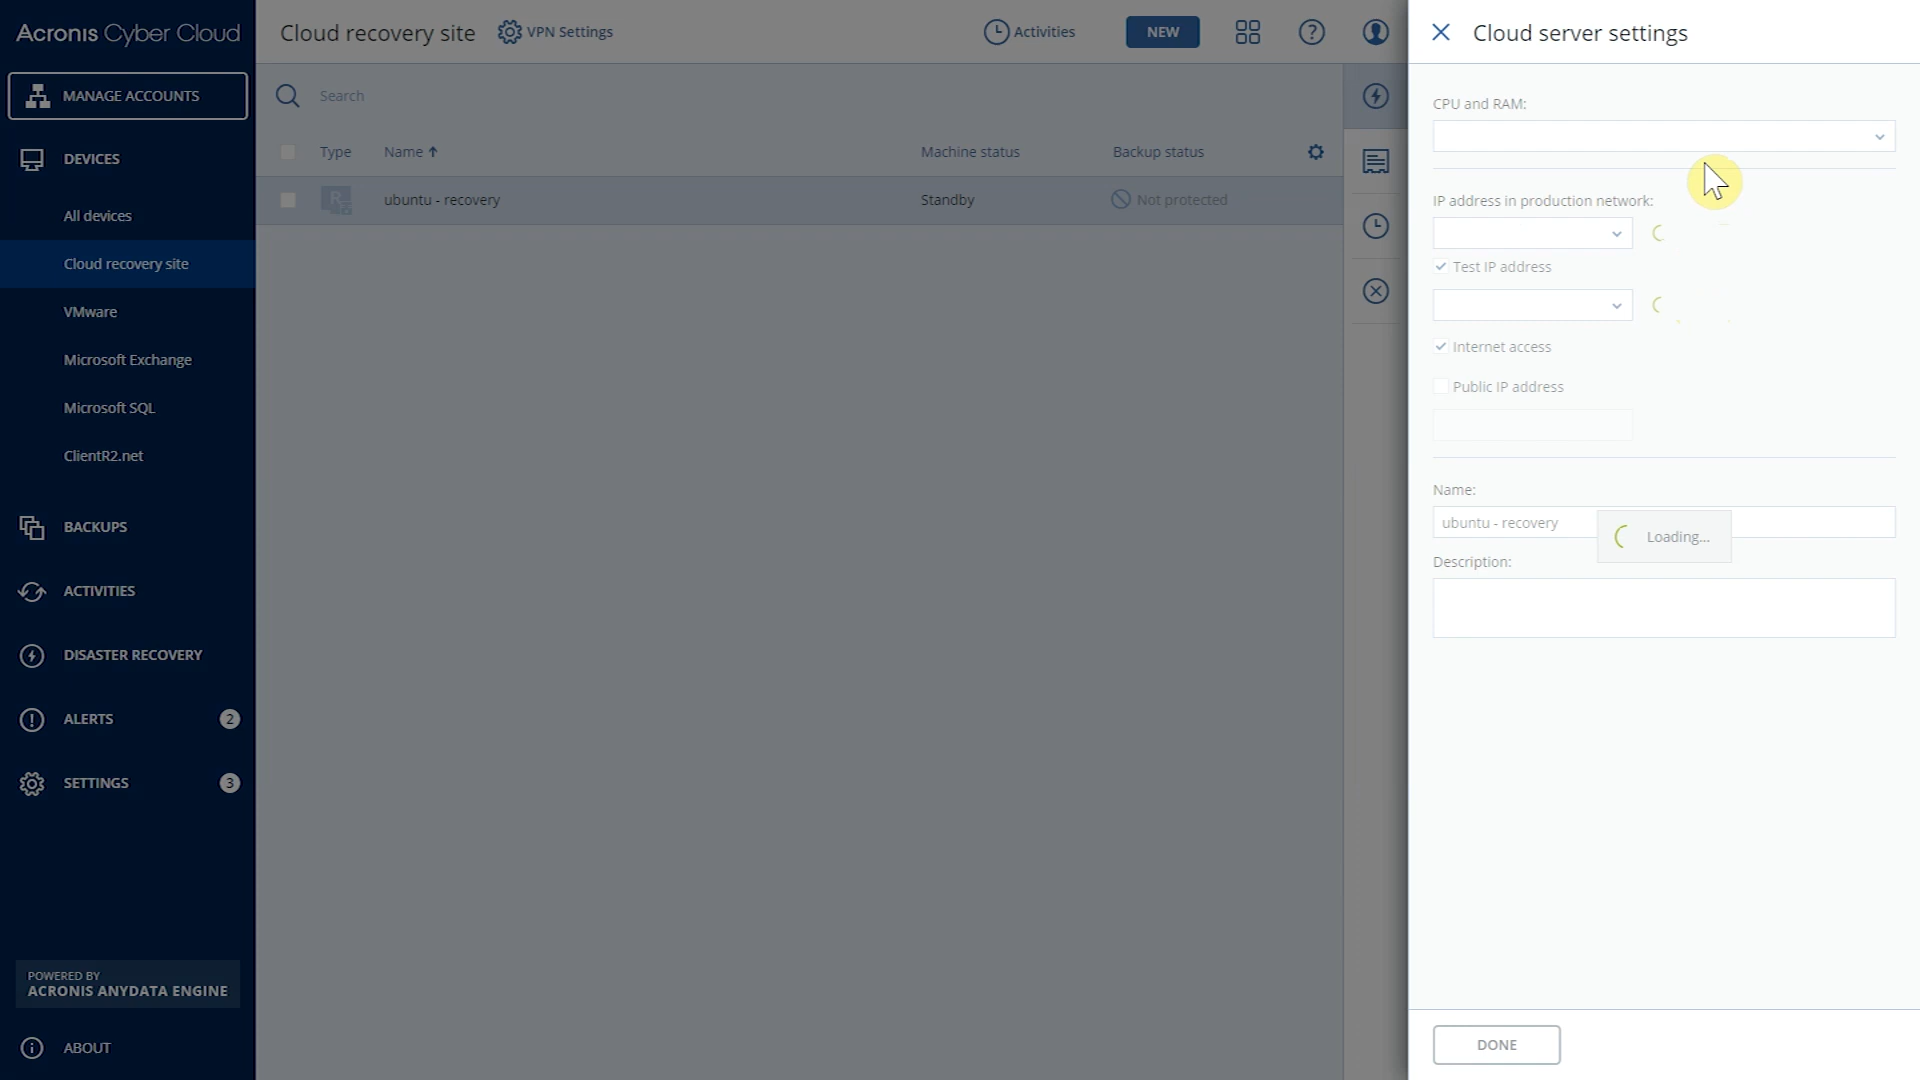 Acronis Cyber Cloud
MANAGE ACCOUNTS
DEVICES
All devices
Cloud recovery site
VMware
Microsoft Exchange
Microsoft SQL
ClientR2.net
BACKUPS
ACTIVITIES
DISASTER RECOVERY
ALERTS 2
SETTINGS 3
POWERED BY
ACRONIS ANYDATA ENGINE
ABOUT
Cloud recovery site VPN Settings Activities NEW
Search
Type Name Machine status Backup status
R ubuntu - recovery Standby Not protected
Cloud server settings
CPU and RAM:
IP address in production network:
Test IP address
Internet access
Public IP address
Name:
ubuntu - recovery
Loading...
Description:
DONE